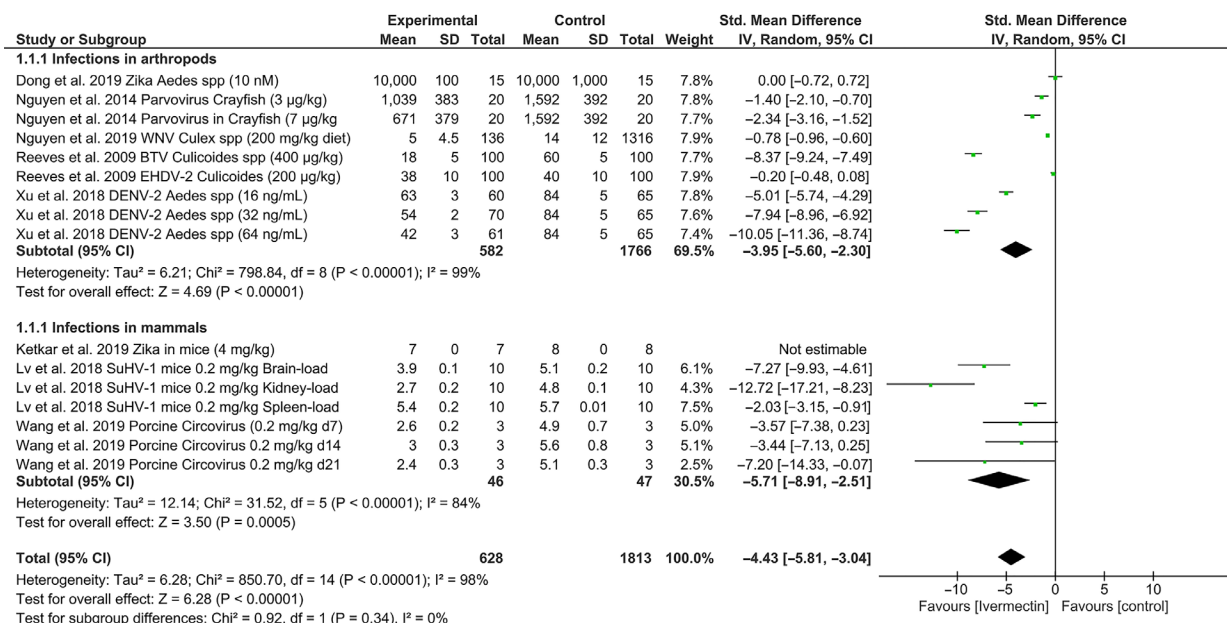 Experimental Control Std. Mean Difference Std. Mean Difference
Study or Subgroup Mean SD Total Mean SD Total Weight IV, Random, 95% CI IV, Random, 95% CI
1.1.1 Infections in arthropods
Dong et al. 2019 Zika Aedes spp (10 nM) 10,000 100 15 10,000 1,000 15 7.8% 0.00 [−0.72, 0.72]
Nguyen et al. 2014 Parvovirus Crayfish (3 µg/kg) 1,039 383 20 1,592 392 20 7.8% −1.40 [−2.10, −0.70]
Nguyen et al. 2014 Parvovirus in Crayfish (7 µg/kg 671 379 20 1,592 392 20 7.7% −2.34 [−3.16, −1.52]
Nguyen et al. 2019 WNV Culex spp (200 mg/kg diet) 5 4.5 136 14 12 1316 7.9% −0.78 [−0.96, −0.60]
Reeves et al. 2009 BTV Culicoides spp (400 µg/kg) 18 5 100 60 5 100 7.7% −8.37 [−9.24, −7.49]
Reeves et al. 2009 EHDV-2 Culicoides (200 µg/kg) 38 10 100 40 10 100 7.9% −0.20 [−0.48, 0.08]
Xu et al. 2018 DENV-2 Aedes spp (16 ng/mL) 63 3 60 84 5 65 7.8% −5.01 [−5.74, −4.29]
Xu et al. 2018 DENV-2 Aedes spp (32 ng/mL) 54 2 70 84 5 65 7.6% −7.94 [−8.96, −6.92]
Xu et al. 2018 DENV-2 Aedes spp (64 ng/mL) 42 3 61 84 5 65 7.4% −10.05 [−11.36, −8.74]
Subtotal (95% CI) 582 1766 69.5% −3.95 [−5.60, −2.30]
Heterogeneity: Tau² = 6.21; Chi² = 798.84, df = 8 (P < 0.00001); I² = 99%
Test for overall effect: Z = 4.69 (P < 0.00001)
1.1.1 Infections in mammals
Ketkar et al. 2019 Zika in mice (4 mg/kg) 7 0 7 8 0 8 Not estimable
Lv et al. 2018 SuHV-1 mice 0.2 mg/kg Brain-load 3.9 0.1 10 5.1 0.2 10 6.1% −7.27 [−9.93, −4.61]
Lv et al. 2018 SuHV-1 mice 0.2 mg/kg Kidney-load 2.7 0.2 10 4.8 0.1 10 4.3% −12.72 [−17.21, −8.23]
Lv et al. 2018 SuHV-1 mice 0.2 mg/kg Spleen-load 5.4 0.2 10 5.7 0.01 10 7.5% −2.03 [−3.15, −0.91]
Wang et al. 2019 Porcine Circovirus (0.2 mg/kg) d7) 2.6 0.2 3 4.9 0.7 3 5.0% −3.57 [−7.38, 0.23]
Wang et al. 2019 Porcine Circovirus 0.2 mg/kg d14 3 0.3 3 5.6 0.8 3 5.1% −3.44 [−7.13, 0.25]
Wang et al. 2019 Porcine Circovirus 0.2 mg/kg d21 2.4 0.3 3 5.1 0.3 3 2.5% −7.20 [−14.33, −0.07]
Subtotal (95% CI) 46 47 30.5% −5.71 [−8.91, −2.51]
Heterogeneity: Tau² = 12.14; Chi² = 31.52, df = 5 (P < 0.00001); I² = 84%
Test for overall effect: Z = 3.50 (P = 0.0005)
Total (95% CI) 628 1813 100.0% −4.43 [−5.81, −3.04]
Heterogeneity: Tau² = 6.28; Chi² = 850.70, df = 14 (P < 0.00001); I² = 98%
Test for overall effect: Z = 6.28 (P < 0.00001)
Test for subgroup differences: Chi² = 0.92, df = 1 (P = 0.34), I² = 0%
−10 −5 0 5 10
Favours [Ivermectin] Favours [control]